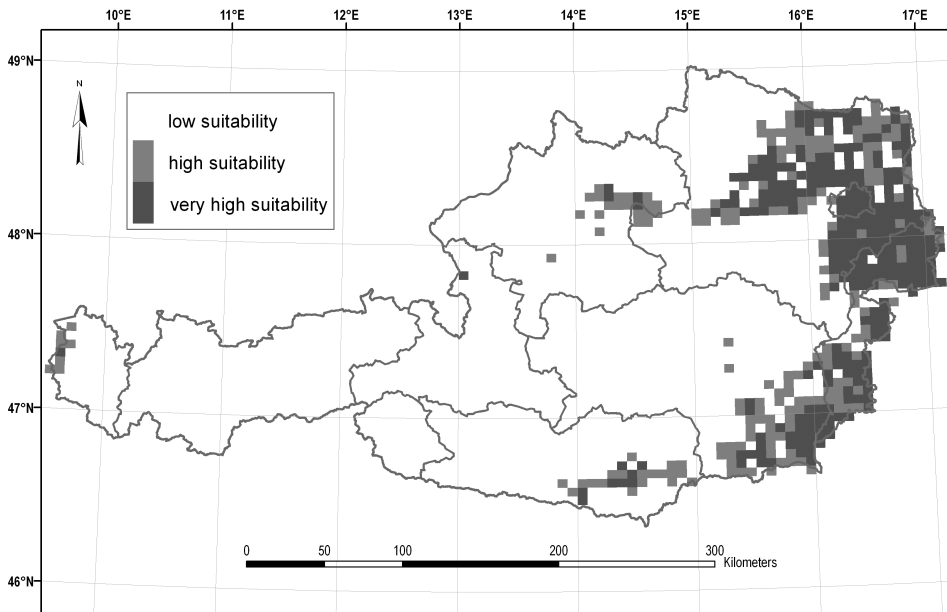 10°E 11°E 12°E 13°E 14°E 15°E 16°E 17°E
49°N
N
low suitability
high suitability
very high suitability
48°N
47°N
0 50 100 200 300
Kilometers
46°N